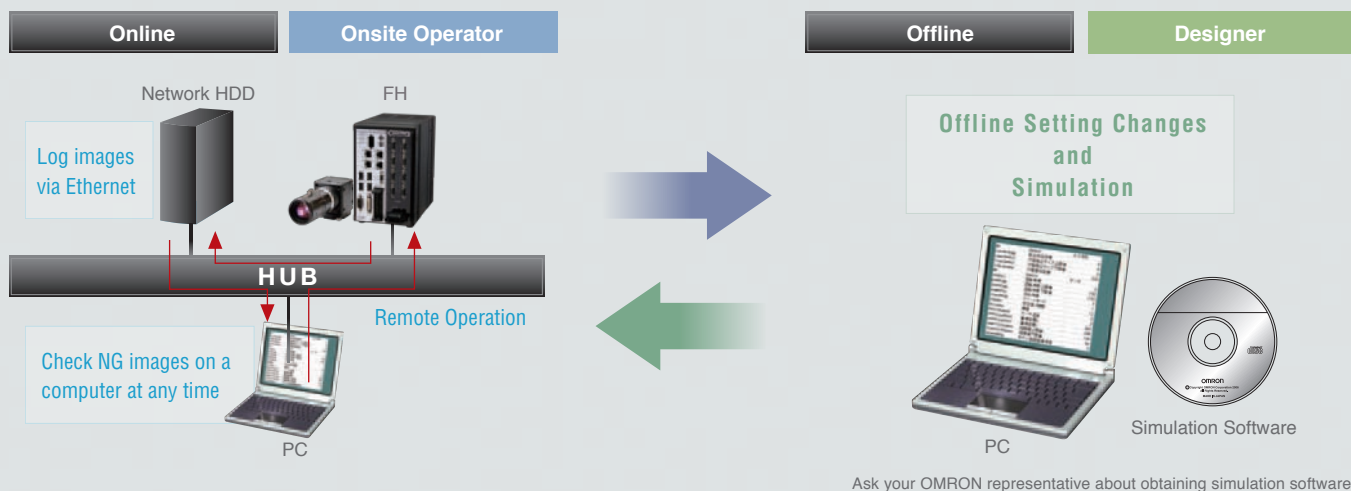 Online
Onsite Operator
Network HDD
FH
Log images
via Ethernet
HUB
Remote Operation
Check NG images on a
computer at any time
PC
Offline
Designer
Offline Setting Changes
and
Simulation
OMRON
PC
Simulation Software
Ask your OMRON representative about obtaining simulation software